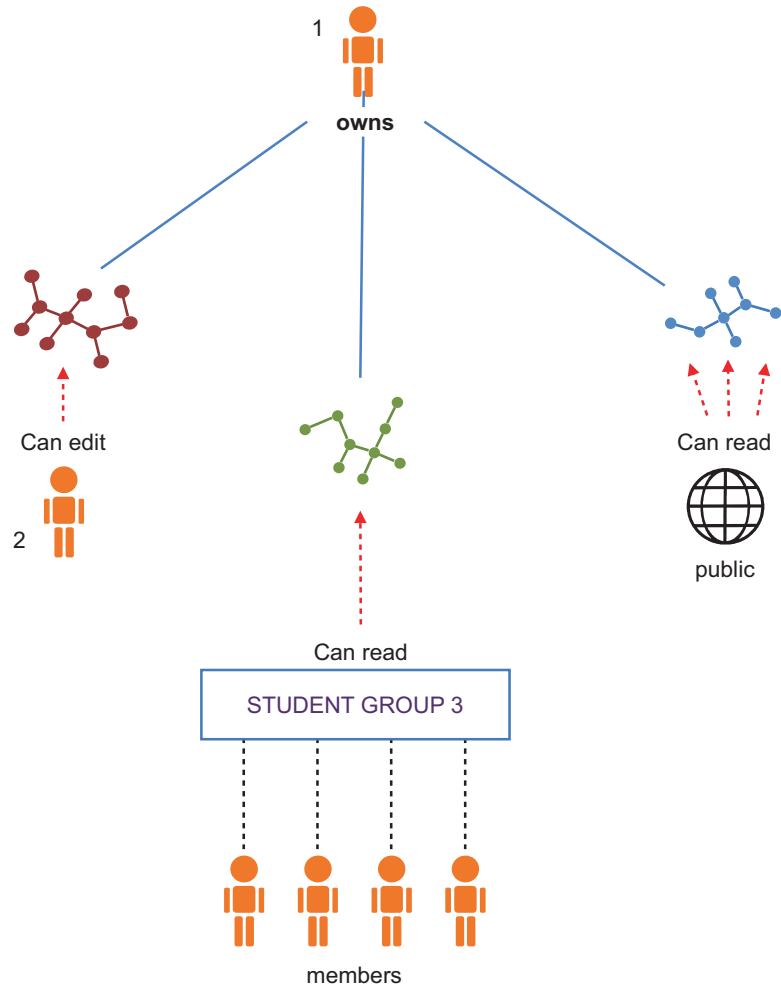 1
owns
Can edit
2
Can read
public
Can read
STUDENT GROUP 3
members